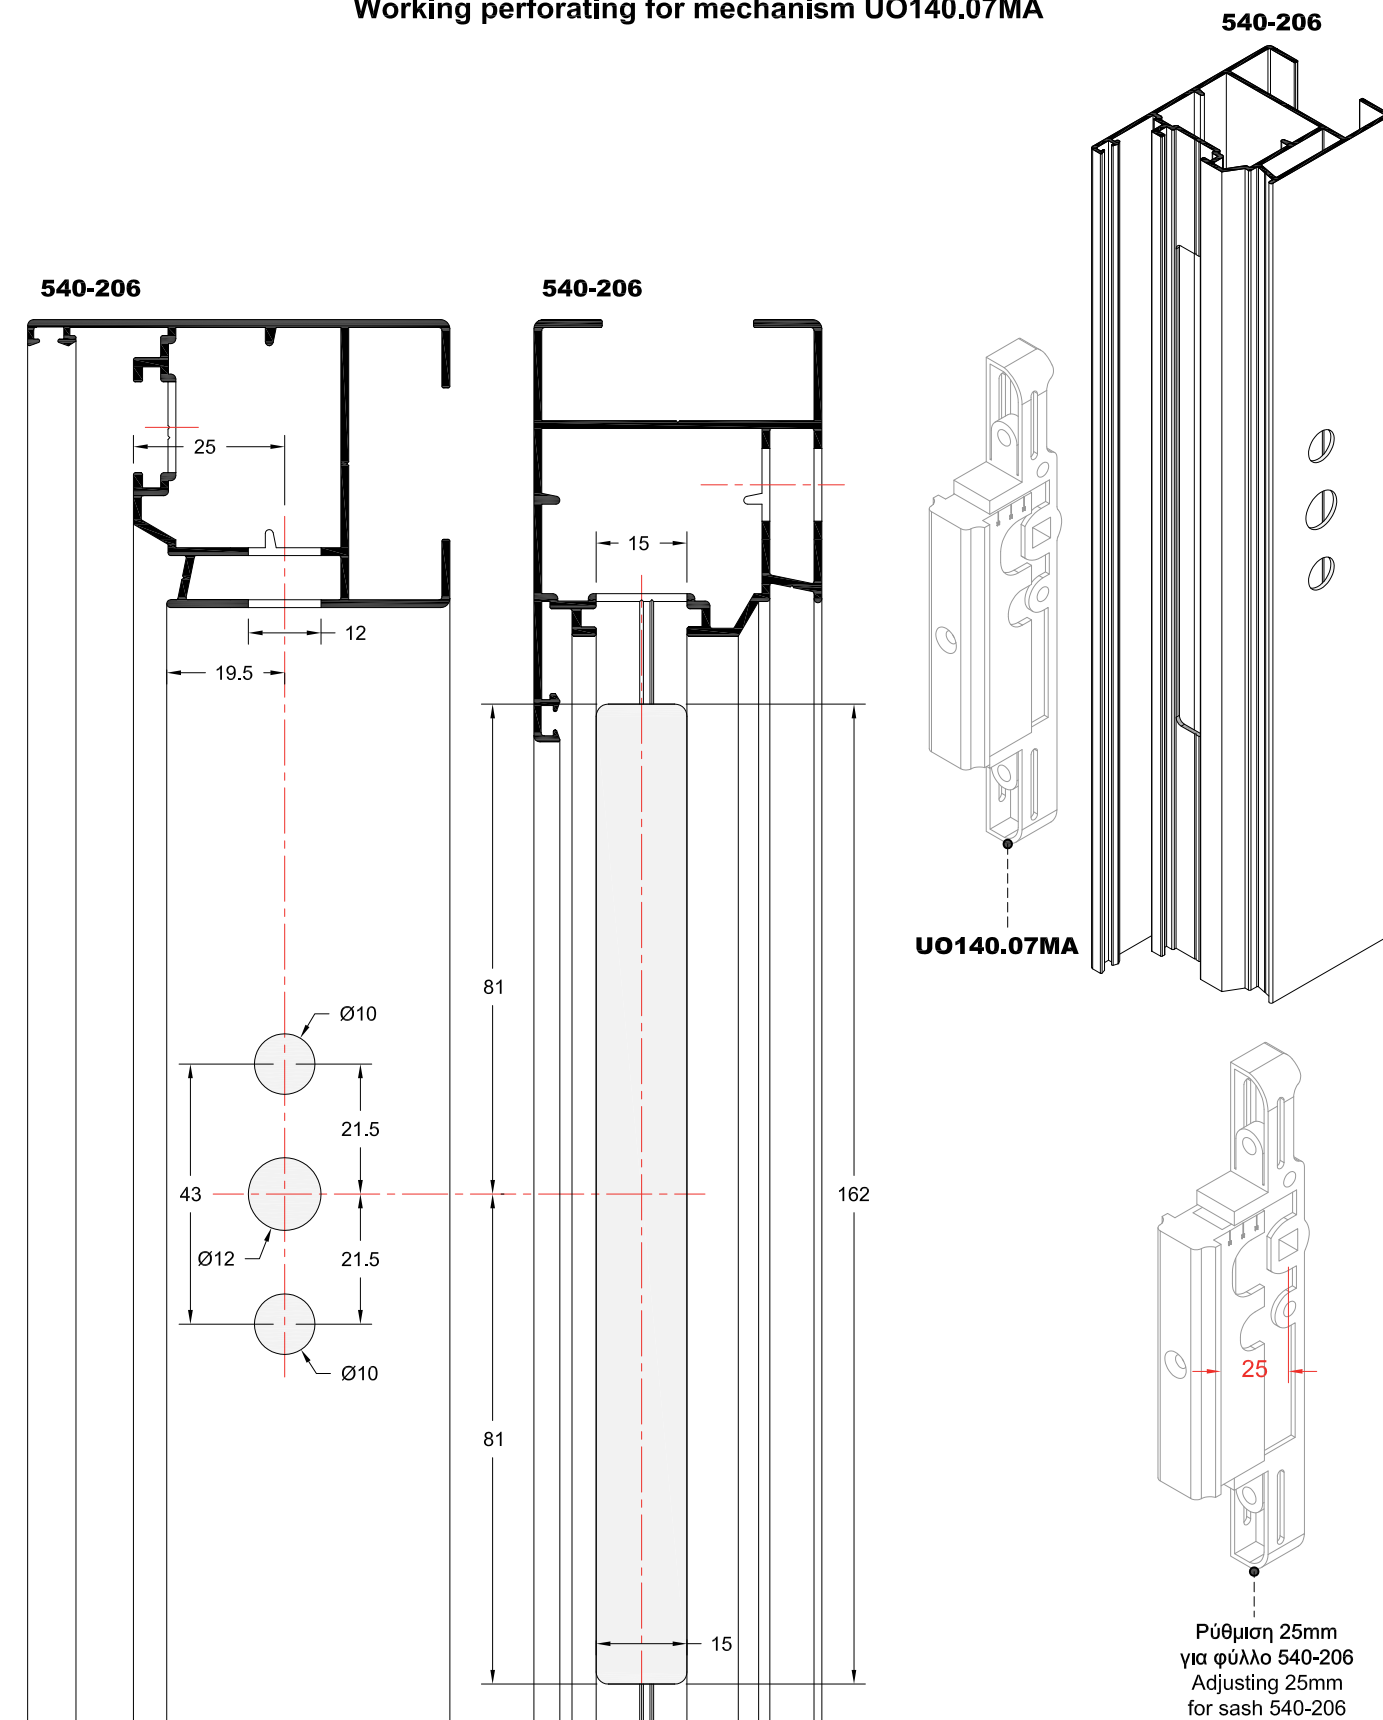 Working perforating for mechanism UO140.07MA
540-206
540-206
540-206
25
15
12
19.5
UO140.07MA
81
Ø10
21.5
43
162
Ø12
21.5
25
Ø10
81
15
Ρύθμιση 25mm
για φύλλο 540-206
Adjusting 25mm
for sash 540-206